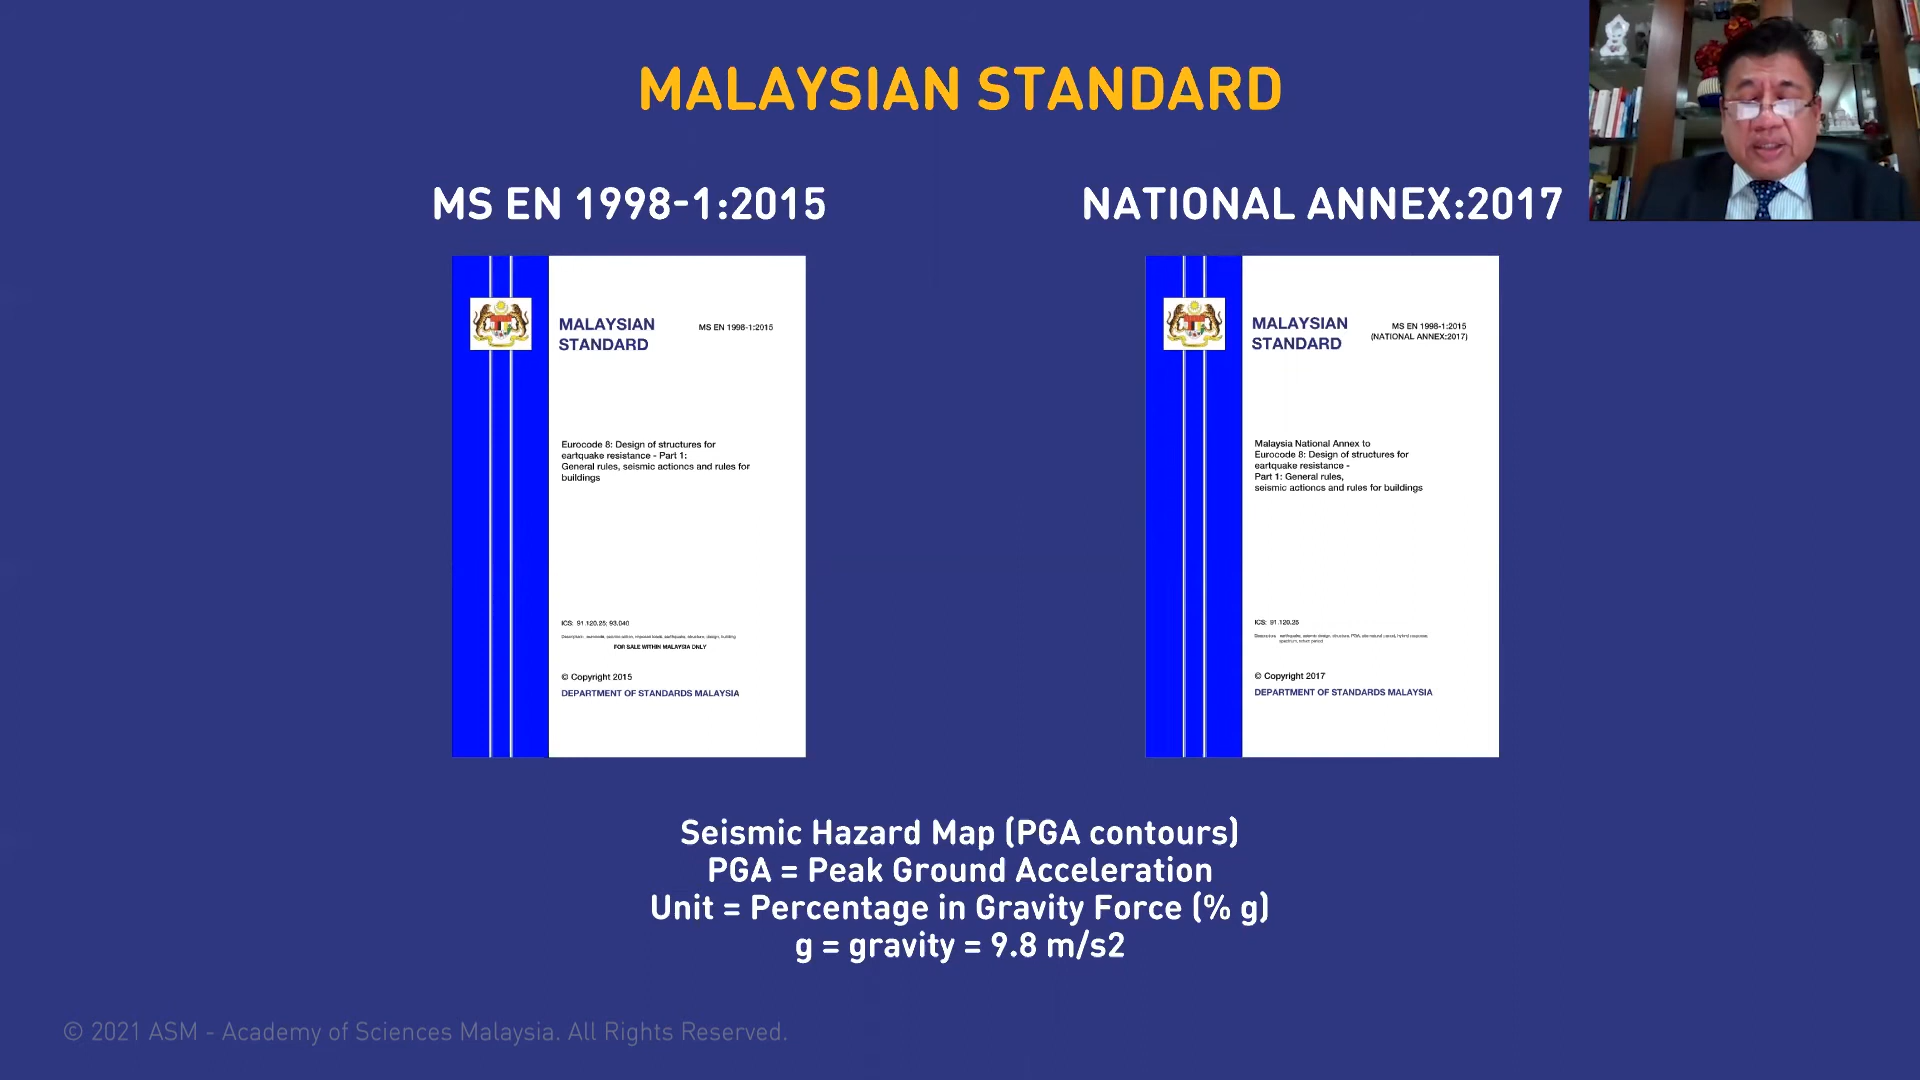 MALAYSIAN STANDARD
MS EN 1998-1:2015
NATIONAL ANNEX:2017
MALAYSIAN
STANDARD
MS EN 1998-1:2015
Eurocode 8: Design of structures for
eartquake resistance - Part 1:
General rules, seismic actioncs and rules for
buildings
ICS: 91.120.25; 93.040
FOR SALE WITHIN MALAYSIA ONLY
© Copyright 2015
DEPARTMENT OF STANDARDS MALAYSIA
MALAYSIAN
STANDARD
MS EN 1998-1:2015
(NATIONAL ANNEX:2017)
Malaysia National Annex to
Eurocode 8: Design of structures for
eartquake resistance -
Part 1: General rules,
seismic actioncs and rules for buildings
ICS: 91.120.25
© Copyright 2017
DEPARTMENT OF STANDARDS MALAYSIA
Seismic Hazard Map (PGA contours)
PGA = Peak Ground Acceleration
Unit = Percentage in Gravity Force (% g)
g = gravity = 9.8 m/s2
© 2021 ASM - Academy of Sciences Malaysia. All Rights Reserved.